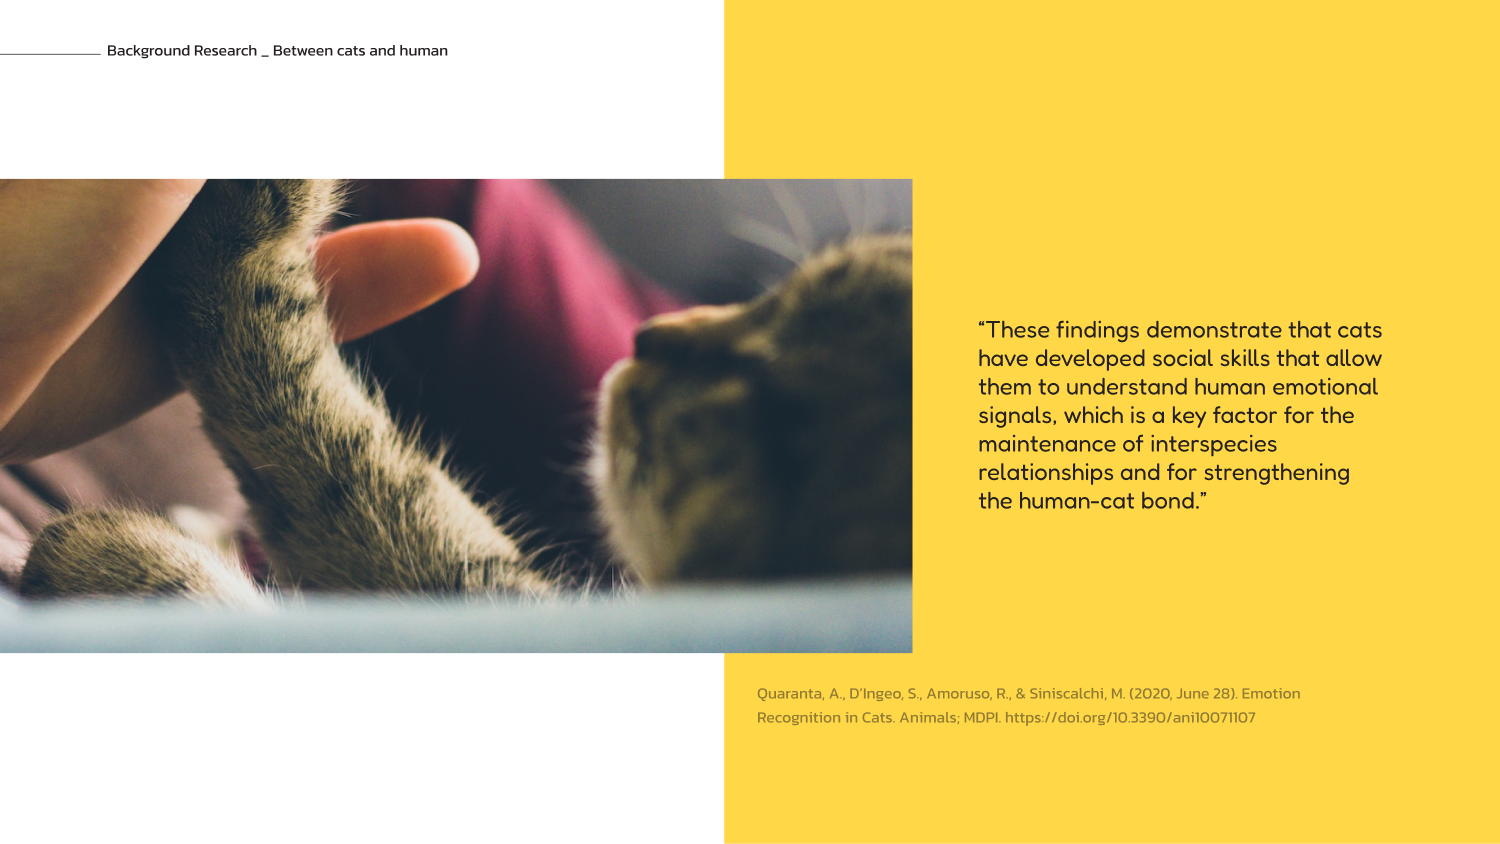 Background Research _ Between cats and human
“These findings demonstrate that cats
have developed social skills that allow
them to understand human emotional
signals, which is a key factor for the
maintenance of interspecies
relationships and for strengthening
the human-cat bond.”
Quaranta, A., D’Ingeo, S., Amoruso, R., & Siniscalchi, M. (2020, June 28). Emotion
Recognition in Cats. Animals; MDPI. https://doi.org/10.3390/ani10071107